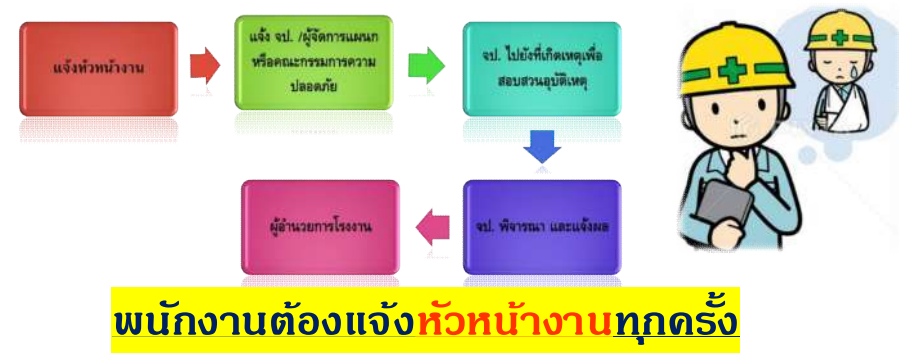 แจ้งหัวหน้างาน
แจ้ง จป. /ผู้จัดการแผนก
หรือคณะกรรมการความ
ปลอดภัย
จป. ไปยังที่เกิดเหตุเพื่อ
สอบสวนอุบัติเหตุ
จป. พิจารณา และแจ้งผล
ผู้อำนวยการโรงงาน
พนักงานต้องแจ้งหัวหน้างานทุกครั้ง